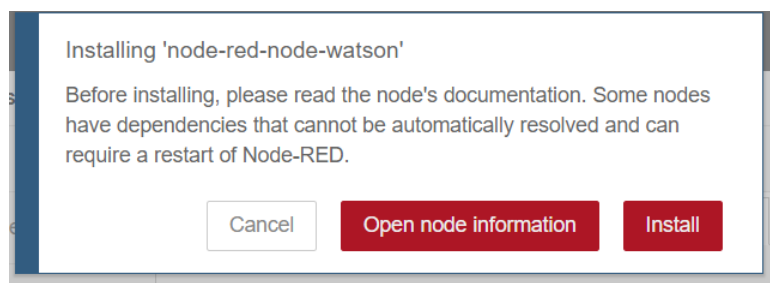 Installing 'node-red-node-watson'
Before installing, please read the node's documentation. Some nodes
have dependencies that cannot be automatically resolved and can
require a restart of Node-RED.
Cancel Open node information Install